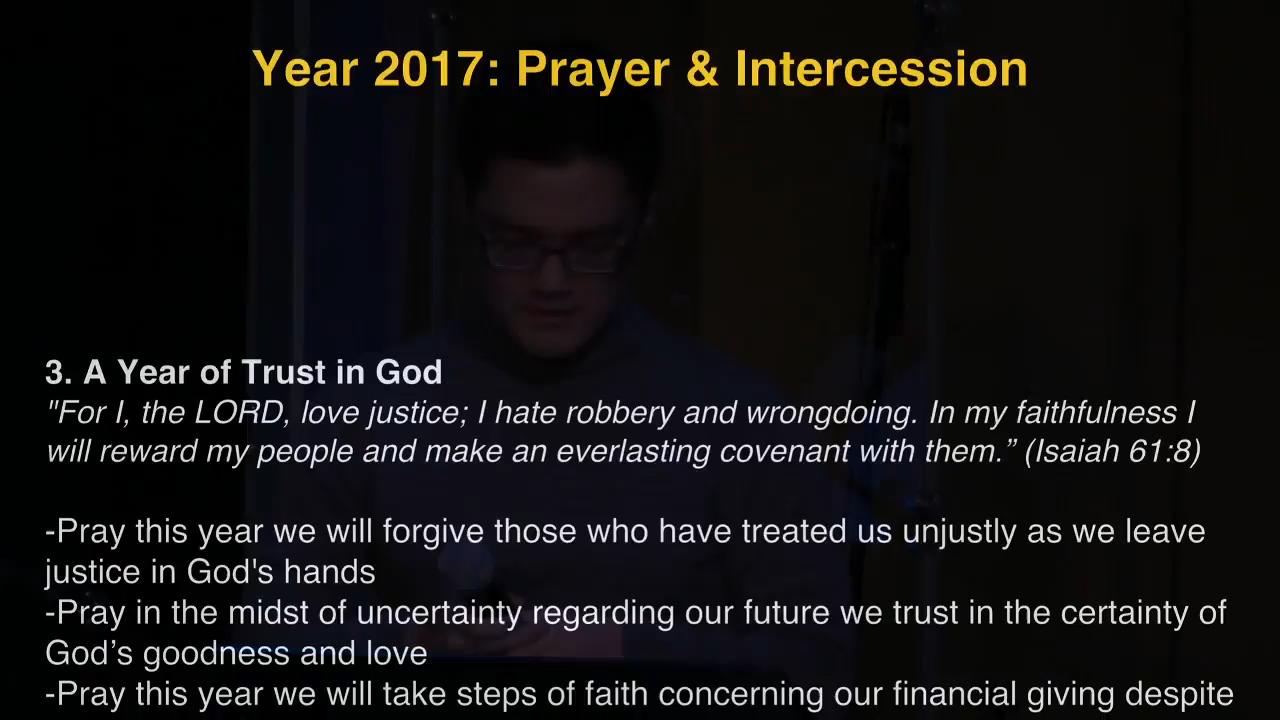 Year 2017: Prayer & Intercession
3. A Year of Trust in God
"For I, the LORD, love justice; I hate robbery and wrongdoing. In my faithfulness I
will reward my people and make an everlasting covenant with them.” (Isaiah 61:8)
-Pray this year we will forgive those who have treated us unjustly as we leave
justice in God's hands
-Pray in the midst of uncertainty regarding our future we trust in the certainty of
God’s goodness and love
-Pray this year we will take steps of faith concerning our financial giving despite